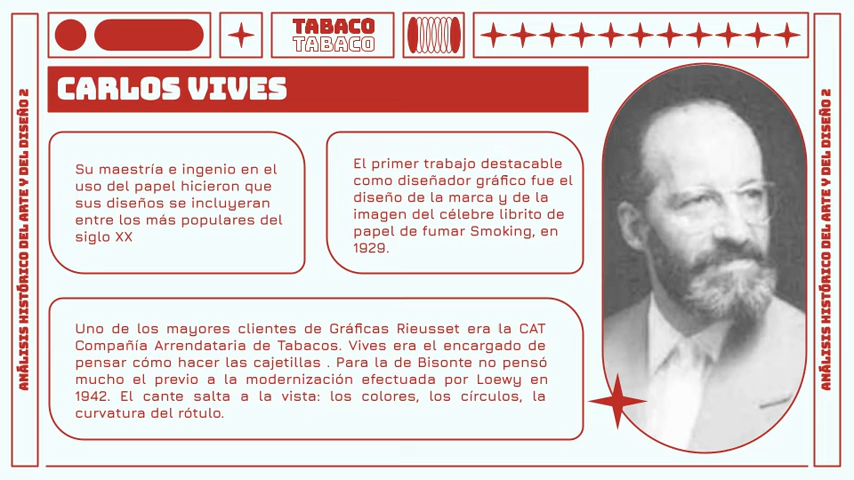 TABACO
TABACO
CARLOS VIVES
ANÁLISIS HISTÓRICO DEL ARTE Y DEL DISEÑO 2
Su maestría e ingenio en el
uso del papel hicieron que
sus diseños se incluyeran
entre los más populares del
siglo XX
El primer trabajo destacable
como diseñador gráfico fue el
diseño de la marca y de la
imagen del célebre librito de
papel de fumar Smoking, en
1929.
Uno de los mayores clientes de Gráficas Rieusset era la CAT
Compañía Arrendataria de Tabacos. Vives era el encargado de
pensar cómo hacer las cajetillas . Para la de Bisonte no pensó
mucho el previo a la modernización efectuada por Loewy en
1942. El cante salta a la vista: los colores, los círculos, la
curvatura del rótulo.
ANÁLISIS HISTÓRICO DEL ARTE Y DEL DISEÑO 2